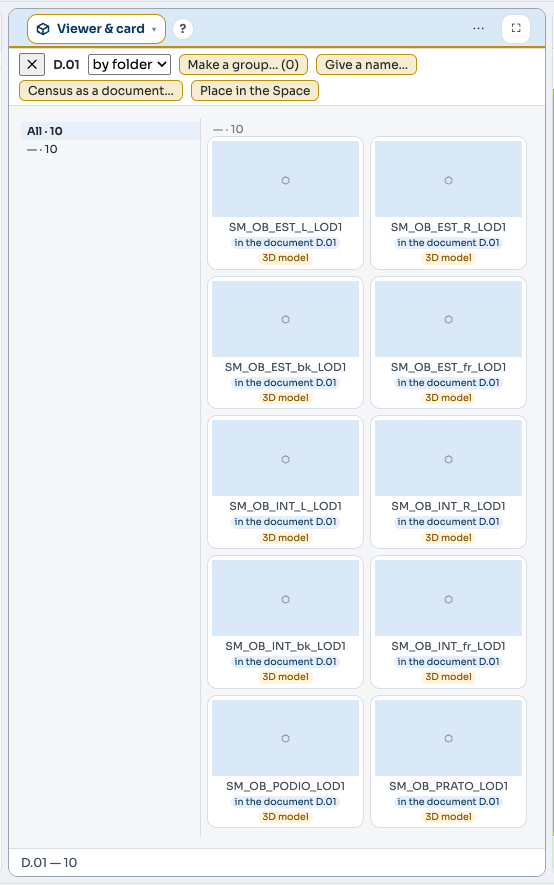 Viewer & card ▾ ? ...
✕ D.01 by folder Make a group... (0) Give a name...
Census as a document... Place in the Space
All · 10
— · 10
— · 10
SM_OB_EST_L_LOD1
in the document D.01
3D model
SM_OB_EST_R_LOD1
in the document D.01
3D model
SM_OB_EST_bk_LOD1
in the document D.01
3D model
SM_OB_EST_fr_LOD1
in the document D.01
3D model
SM_OB_INT_L_LOD1
in the document D.01
3D model
SM_OB_INT_R_LOD1
in the document D.01
3D model
SM_OB_INT_bk_LOD1
in the document D.01
3D model
SM_OB_INT_fr_LOD1
in the document D.01
3D model
SM_OB_PODIO_LOD1
in the document D.01
3D model
SM_OB_PRATO_LOD1
in the document D.01
3D model
D.01 — 10